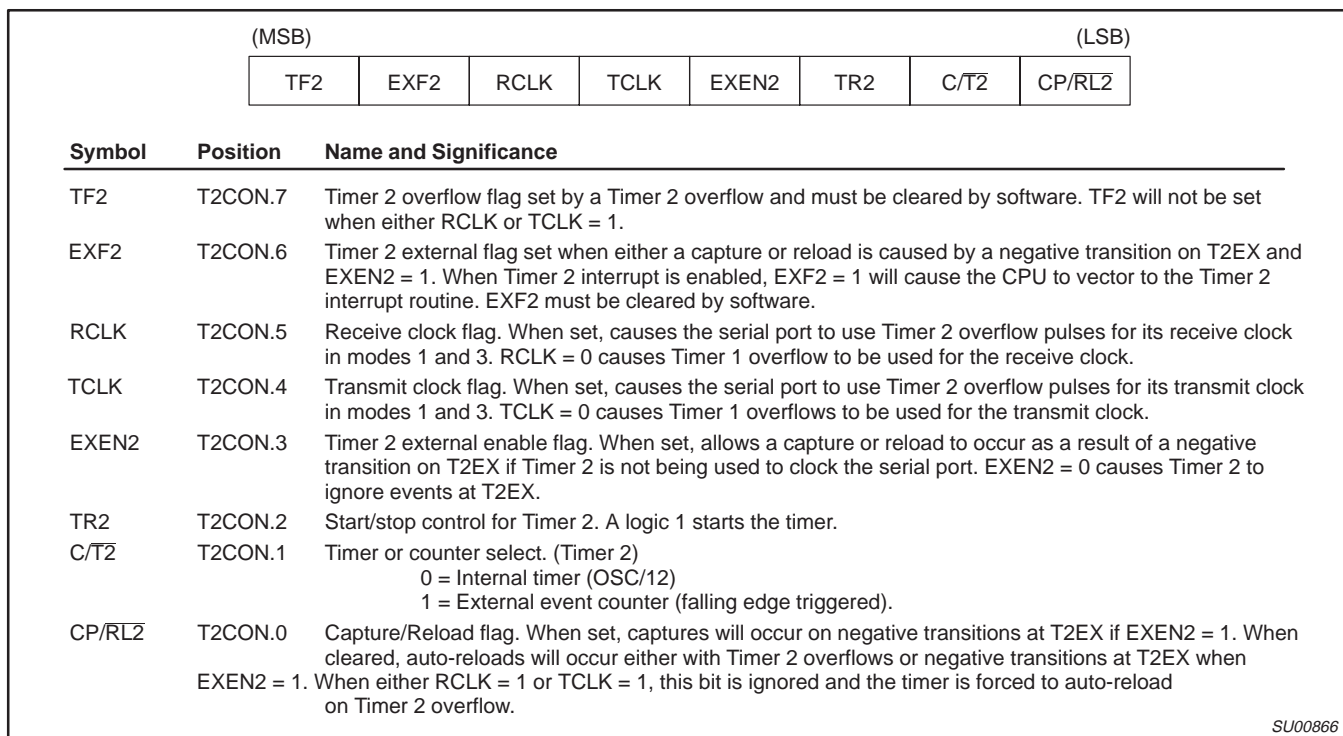 (MSB) (LSB)
TF2 EXF2 RCLK TCLK EXEN2 TR2 C/T̅2̅ CP/R̅L̅2̅
Symbol Position Name and Significance
TF2 T2CON.7 Timer 2 overflow flag set by a Timer 2 overflow and must be cleared by software. TF2 will not be set
when either RCLK or TCLK = 1.
EXF2 T2CON.6 Timer 2 external flag set when either a capture or reload is caused by a negative transition on T2EX and
EXEN2 = 1. When Timer 2 interrupt is enabled, EXF2 = 1 will cause the CPU to vector to the Timer 2
interrupt routine. EXF2 must be cleared by software.
RCLK T2CON.5 Receive clock flag. When set, causes the serial port to use Timer 2 overflow pulses for its receive clock
in modes 1 and 3. RCLK = 0 causes Timer 1 overflow to be used for the receive clock.
TCLK T2CON.4 Transmit clock flag. When set, causes the serial port to use Timer 2 overflow pulses for its transmit clock
in modes 1 and 3. TCLK = 0 causes Timer 1 overflows to be used for the transmit clock.
EXEN2 T2CON.3 Timer 2 external enable flag. When set, allows a capture or reload to occur as a result of a negative
transition on T2EX if Timer 2 is not being used to clock the serial port. EXEN2 = 0 causes Timer 2 to
ignore events at T2EX.
TR2 T2CON.2 Start/stop control for Timer 2. A logic 1 starts the timer.
C/T̅2̅ T2CON.1 Timer or counter select. (Timer 2)
0 = Internal timer (OSC/12)
1 = External event counter (falling edge triggered).
CP/R̅L̅2̅ T2CON.0 Capture/Reload flag. When set, captures will occur on negative transitions at T2EX if EXEN2 = 1. When
cleared, auto-reloads will occur either with Timer 2 overflows or negative transitions at T2EX when
EXEN2 = 1. When either RCLK = 1 or TCLK = 1, this bit is ignored and the timer is forced to auto-reload
on Timer 2 overflow.
SU00866